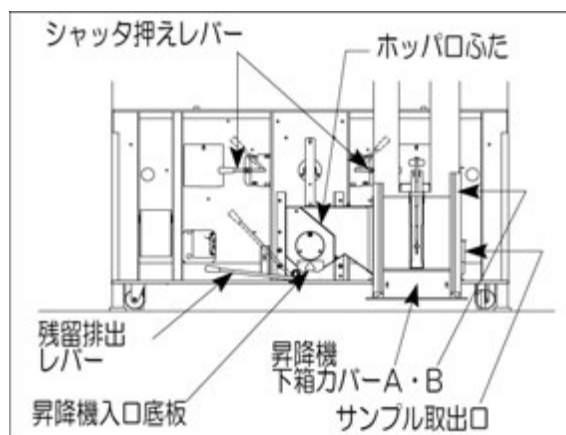 シャッタ押えレバー
ホッパ口ふた
残留排出
レバー
昇降機入口底板
昇降機
下箱カバーA・B
サンプル取出口